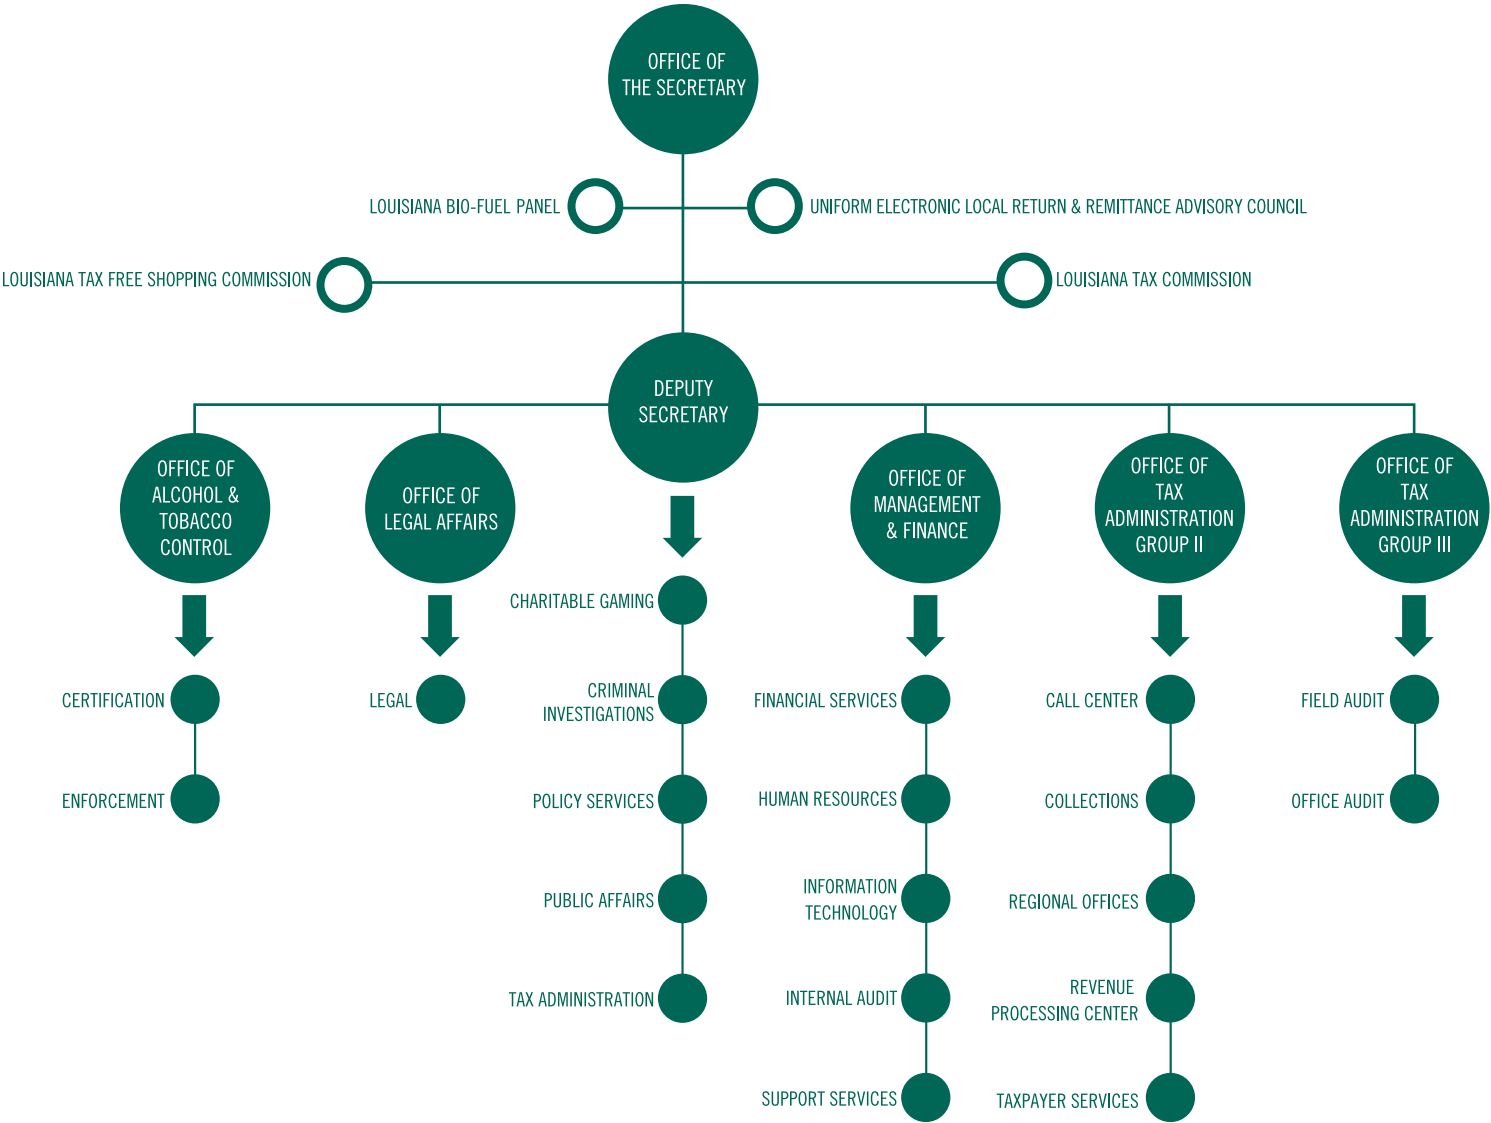 OFFICE OF
THE SECRETARY
LOUISIANA BIO-FUEL PANEL
UNIFORM ELECTRONIC LOCAL RETURN & REMITTANCE ADVISORY COUNCIL
LOUISIANA TAX FREE SHOPPING COMMISSION
LOUISIANA TAX COMMISSION
DEPUTY
SECRETARY
OFFICE OF
ALCOHOL &
TOBACCO
CONTROL
OFFICE OF
LEGAL AFFAIRS
OFFICE OF
MANAGEMENT
& FINANCE
OFFICE OF
TAX
ADMINISTRATION
GROUP II
OFFICE OF
TAX
ADMINISTRATION
GROUP III
CERTIFICATION
ENFORCEMENT
LEGAL
CHARITABLE GAMING
CRIMINAL
INVESTIGATIONS
POLICY SERVICES
PUBLIC AFFAIRS
TAX ADMINISTRATION
FINANCIAL SERVICES
HUMAN RESOURCES
INFORMATION
TECHNOLOGY
INTERNAL AUDIT
SUPPORT SERVICES
CALL CENTER
COLLECTIONS
REGIONAL OFFICES
REVENUE
PROCESSING CENTER
TAXPAYER SERVICES
FIELD AUDIT
OFFICE AUDIT